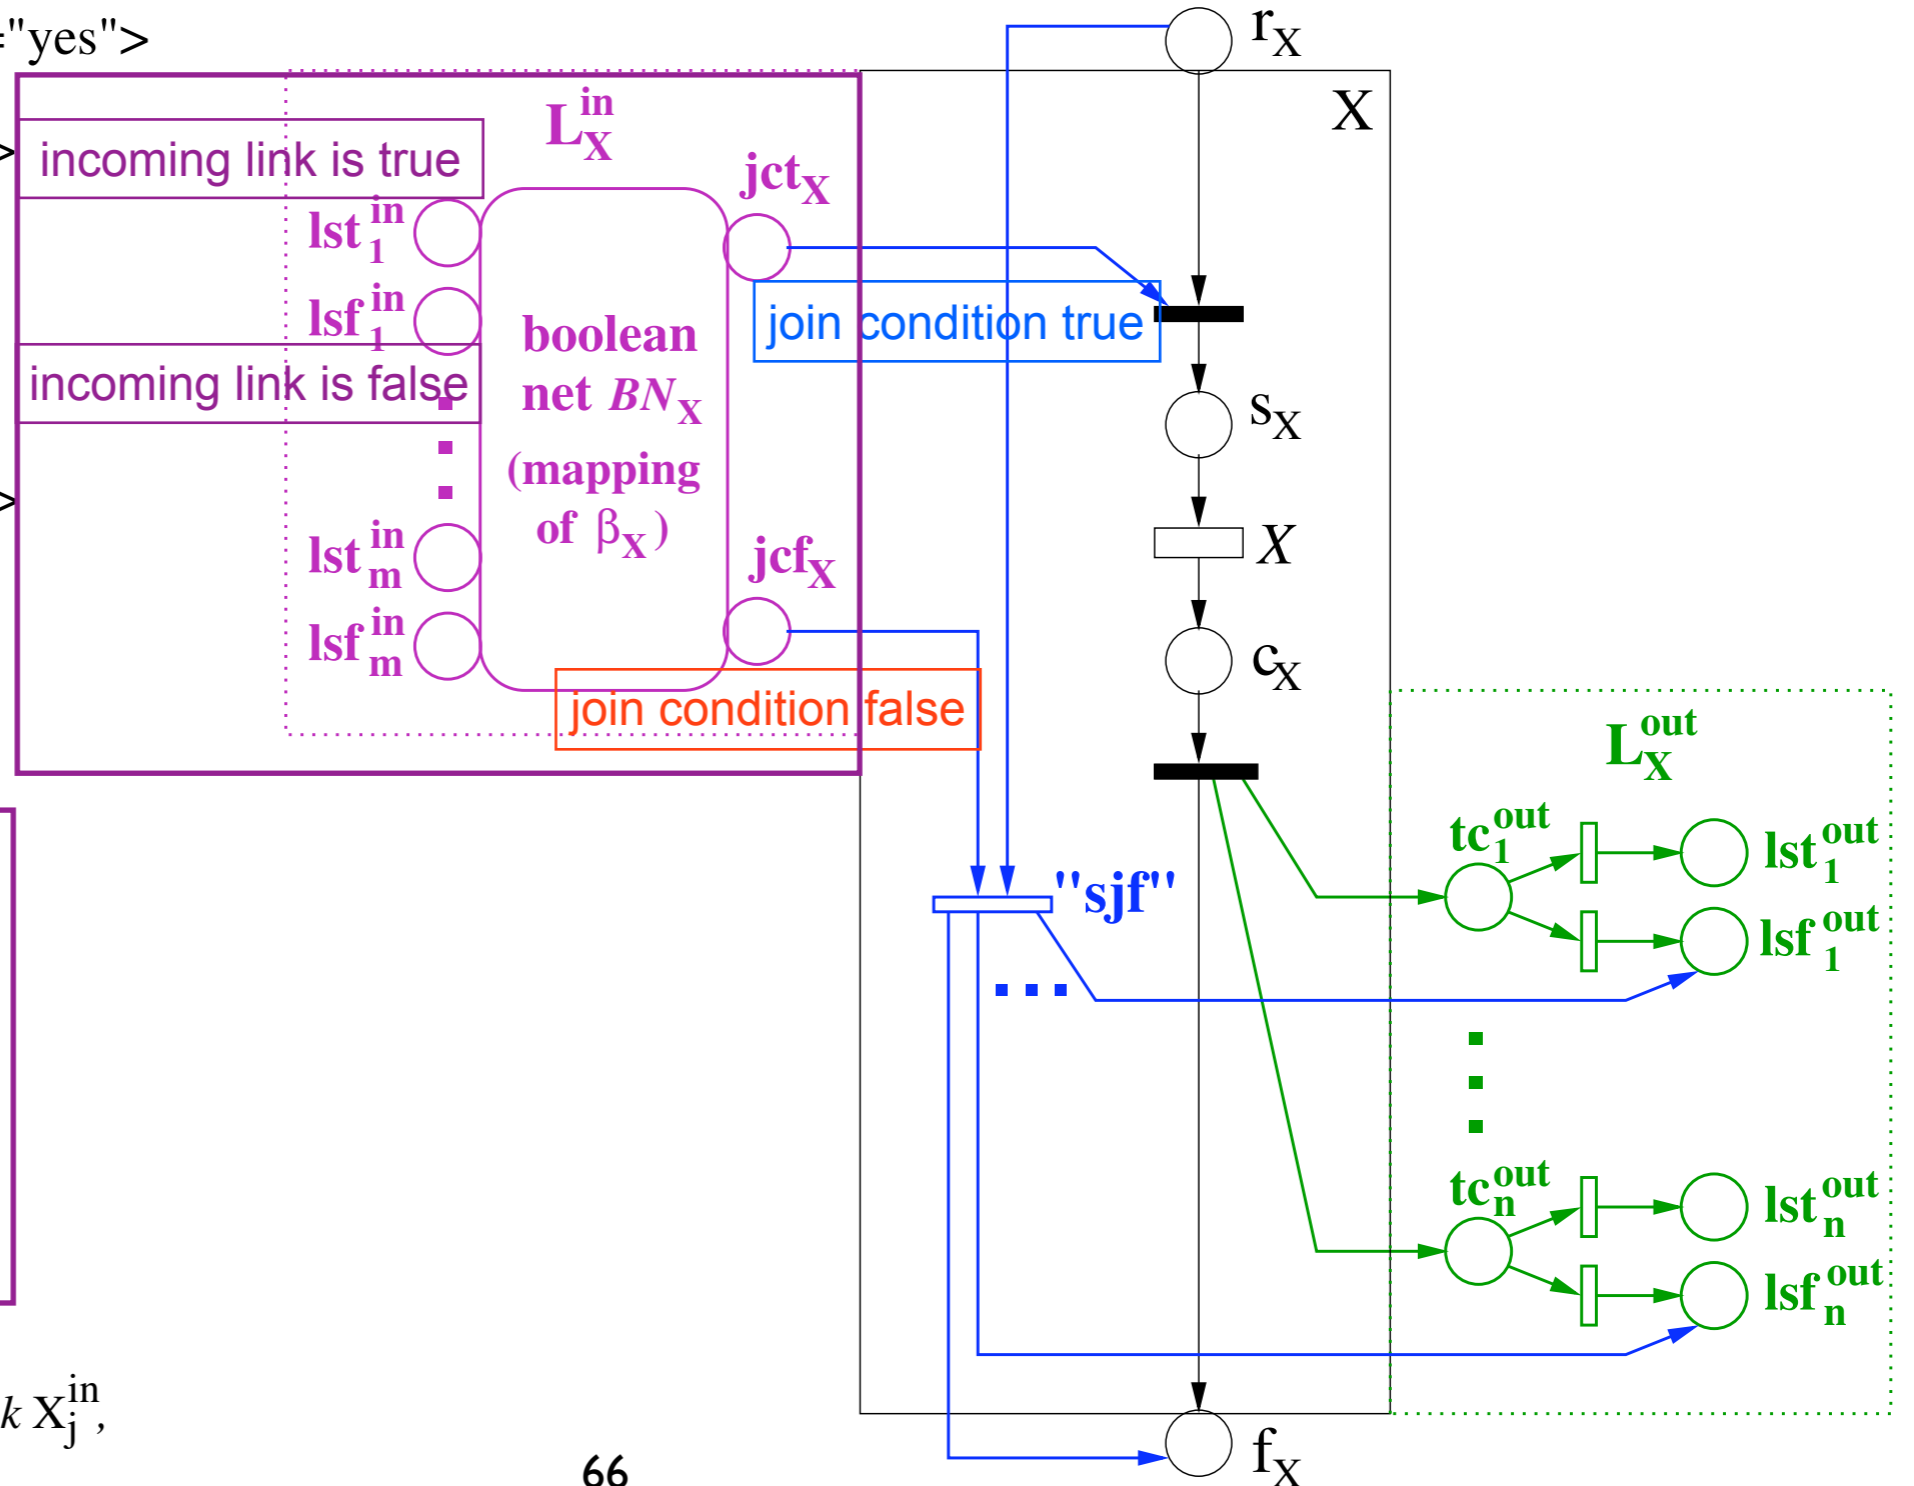 ="yes">
r_X
X
L_X^in
>
incoming link is true
jct_X
lst_1^in
lsf_1^in
join condition true
boolean
net BN_X
(mapping
of β_X)
incoming link is false
s_X
>
X
lst_m^in
jcf_X
lsf_m^in
c_X
join condition false
L_X^out
tc_1^out
lst_1^out
"sjf"
lsf_1^out
...
tc_n^out
lst_n^out
lsf_n^out
k X_j^in,
f_X
66